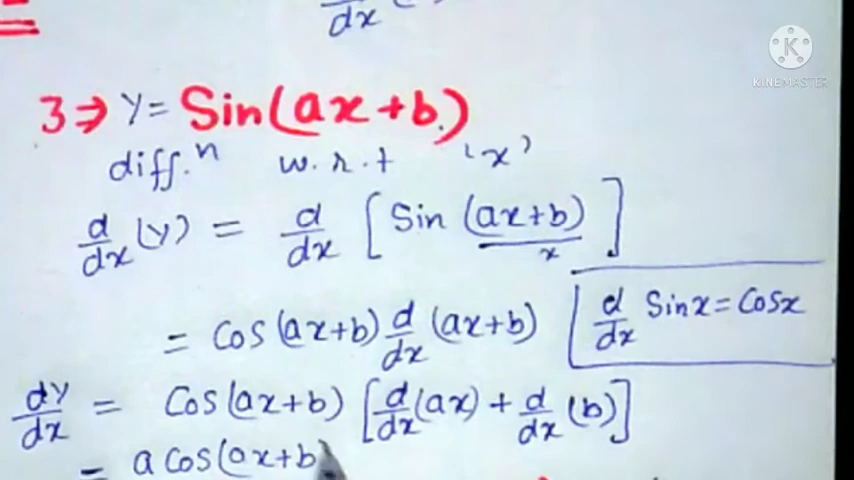 d/dx
K
KINEMASTER
3⇒ y = Sin(ax+b)
diff.n w.r.t 'x'
d/dx (y) = d/dx [Sin (ax+b)]
x
= Cos(ax+b) d/dx (ax+b) [d/dx Sinx = Cosx
dy/dx = Cos(ax+b) [d/dx(ax) + d/dx(b)]
= a Cos(ax+b)